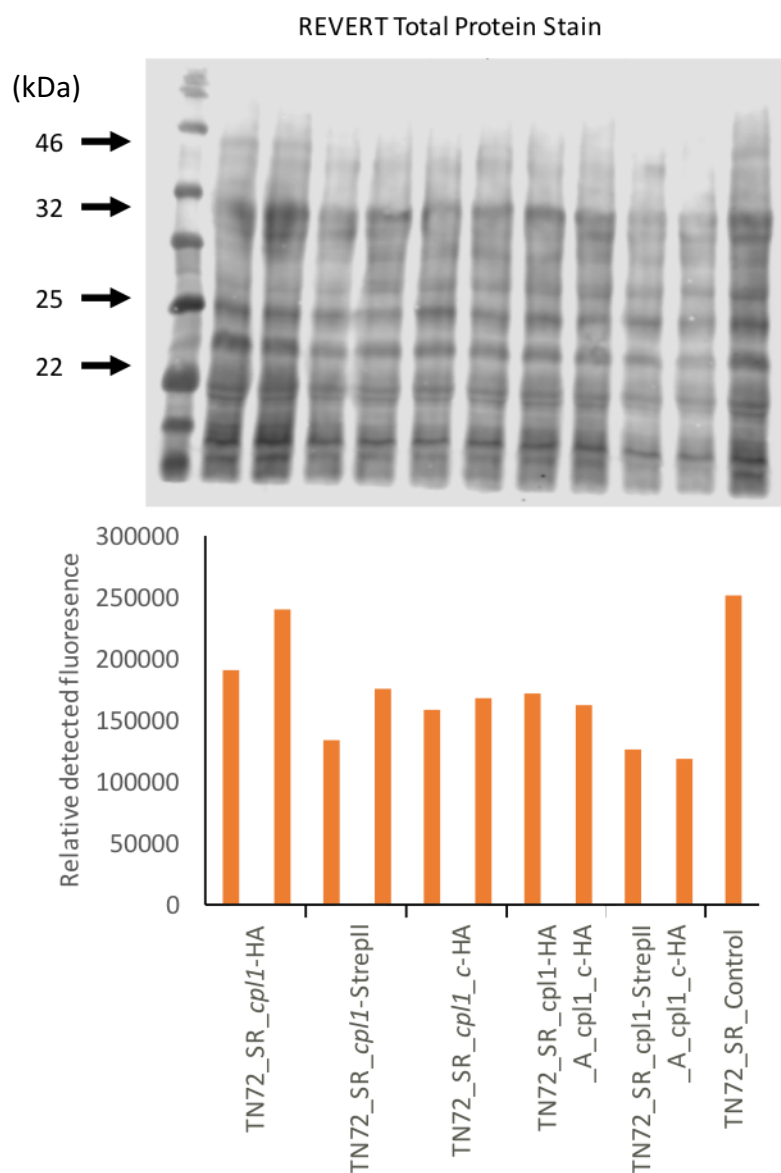 REVERT Total Protein Stain
(kDa)
46
32
25
22
300000
250000
200000
150000
100000
50000
0
Relative detected fluoresence
TN72_SR_cpl1-HA
TN72_SR_cpl1-StrepII
TN72_SR_cpl1_c-HA
TN72_SR_cpl1-HA
_A_cpl1_c-HA
TN72_SR_cpl1-StrepII
_A_cpl1_c-HA
TN72_SR_Control